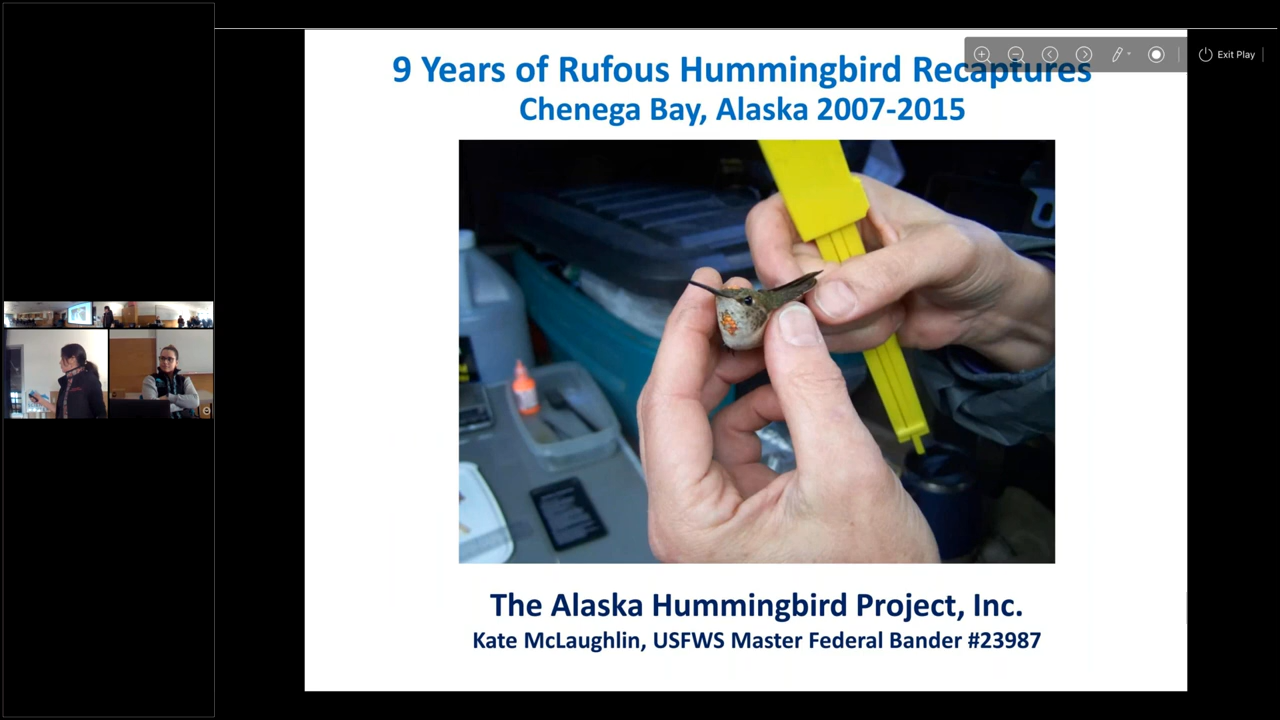 9 Years of Rufous Hummingbird Recaptures
Exit Play
Chenega Bay, Alaska 2007-2015
The Alaska Hummingbird Project, Inc.
Kate McLaughlin, USFWS Master Federal Bander #23987